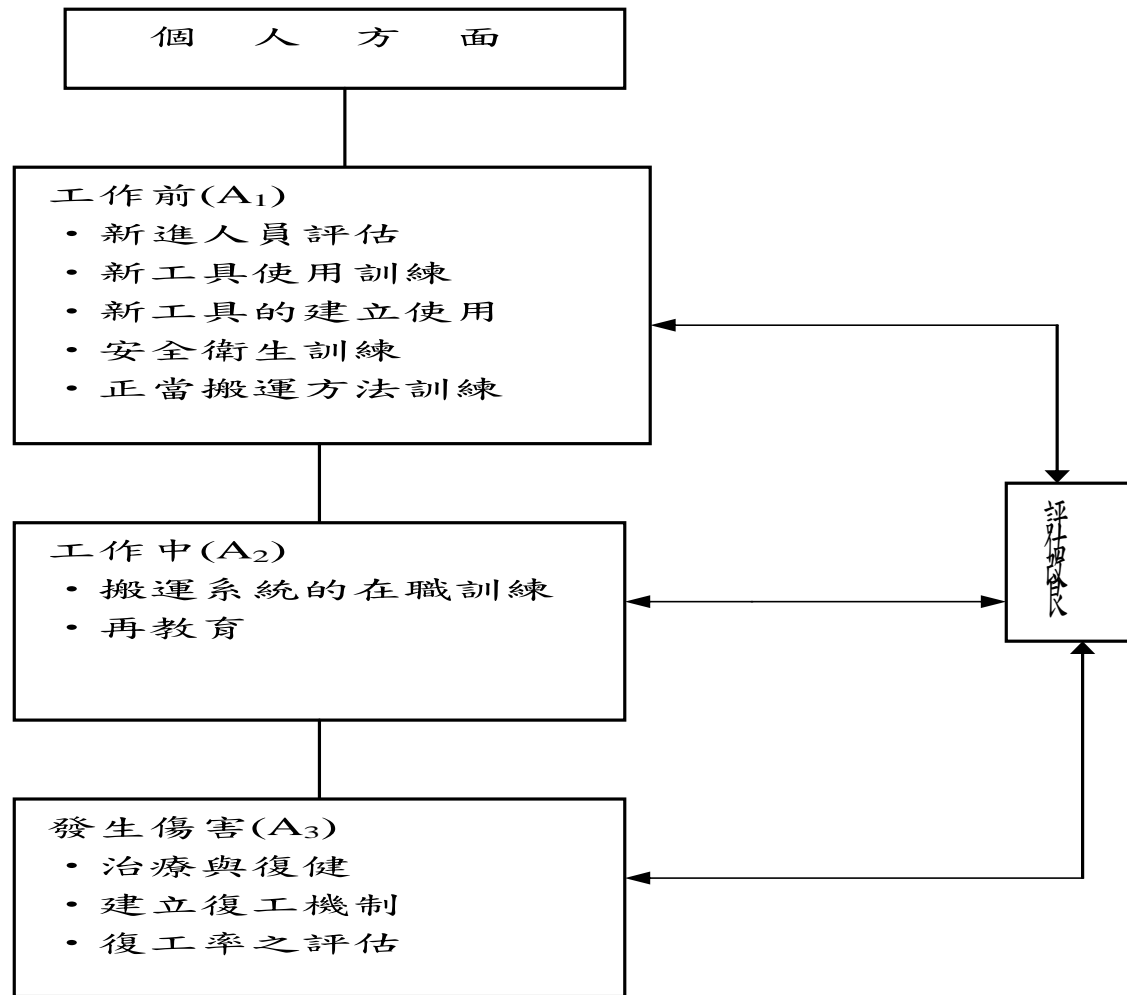 個人方面
工作前(A₁)
・新進人員評估
・新工具使用訓練
・新工具的建立使用
・安全衛生訓練
・正當搬運方法訓練
工作中(A₂)
・搬運系統的在職訓練
・再教育
發生傷害(A₃)
・治療與復健
・建立復工機制
・復工率之評估